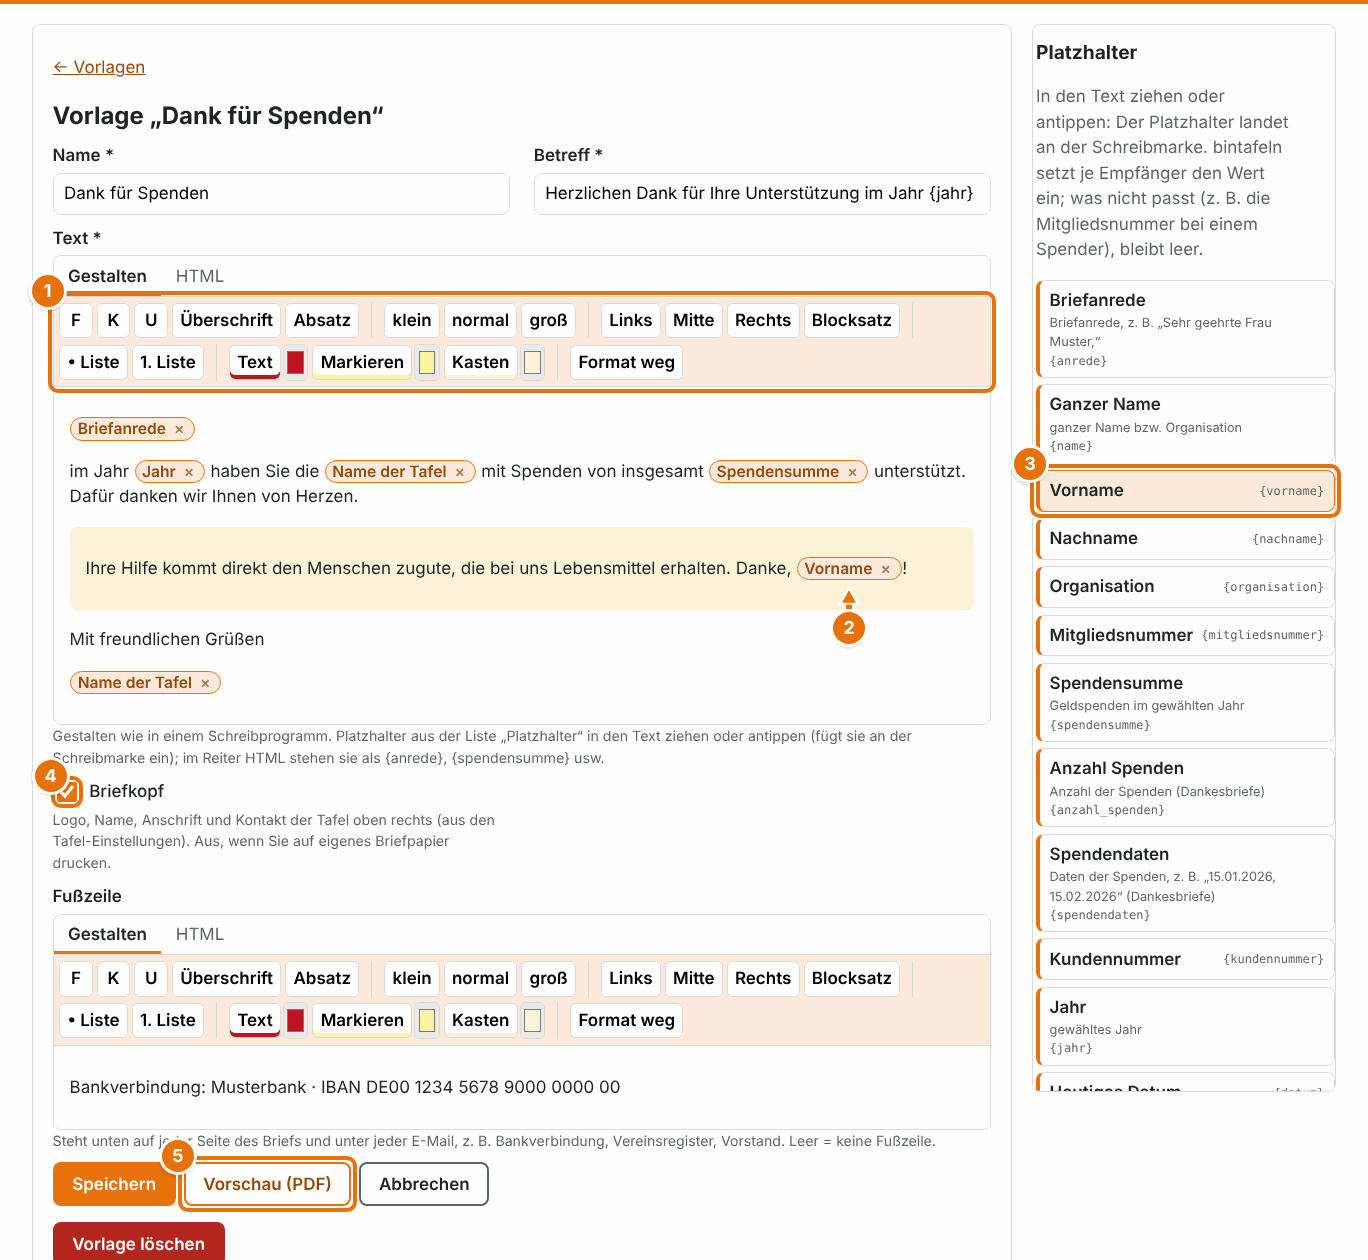 ← Vorlagen
Vorlage „Dank für Spenden“
Name *
Betreff *
Dank für Spenden
Herzlichen Dank für Ihre Unterstützung im Jahr {jahr}
Text *
Gestalten HTML
1
F K U Überschrift Absatz klein normal groß Links Mitte Rechts Blocksatz
• Liste 1. Liste Text Markieren Kasten Format weg
Briefanrede ×
im Jahr Jahr × haben Sie die Name der Tafel × mit Spenden von insgesamt Spendensumme × unterstützt.
Dafür danken wir Ihnen von Herzen.
Ihre Hilfe kommt direkt den Menschen zugute, die bei uns Lebensmittel erhalten. Danke, Vorname ×!
2
Mit freundlichen Grüßen
Name der Tafel ×
Gestalten wie in einem Schreibprogramm. Platzhalter aus der Liste „Platzhalter“ in den Text ziehen oder antippen (fügt sie an der
Schreibmarke ein); im Reiter HTML stehen sie als {anrede}, {spendensumme} usw.
4
Briefkopf
Logo, Name, Anschrift und Kontakt der Tafel oben rechts (aus den
Tafel-Einstellungen). Aus, wenn Sie auf eigenes Briefpapier
drucken.
Fußzeile
Gestalten HTML
F K U Überschrift Absatz klein normal groß Links Mitte Rechts Blocksatz
• Liste 1. Liste Text Markieren Kasten Format weg
Bankverbindung: Musterbank · IBAN DE00 1234 5678 9000 0000 00
Steht unten auf jeder Seite des Briefs und unter jeder E-Mail, z. B. Bankverbindung, Vereinsregister, Vorstand. Leer = keine Fußzeile.
5
Speichern Vorschau (PDF) Abbrechen
Vorlage löschen
Platzhalter
In den Text ziehen oder
antippen: Der Platzhalter landet
an der Schreibmarke. bintafeln
setzt je Empfänger den Wert
ein; was nicht passt (z. B. die
Mitgliedsnummer bei einem
Spender), bleibt leer.
Briefanrede
Briefanrede, z. B. „Sehr geehrte Frau
Muster,“
{anrede}
Ganzer Name
ganzer Name bzw. Organisation
{name}
3
Vorname {vorname}
Nachname {nachname}
Organisation {organisation}
Mitgliedsnummer {mitgliedsnummer}
Spendensumme
Geldspenden im gewählten Jahr
{spendensumme}
Anzahl Spenden
Anzahl der Spenden (Dankesbriefe)
{anzahl_spenden}
Spendendaten
Daten der Spenden, z. B. „15.01.2026,
15.02.2026“ (Dankesbriefe)
{spendendaten}
Kundennummer {kundennummer}
Jahr
gewähltes Jahr
{jahr}
Heutiges Datum {datum}